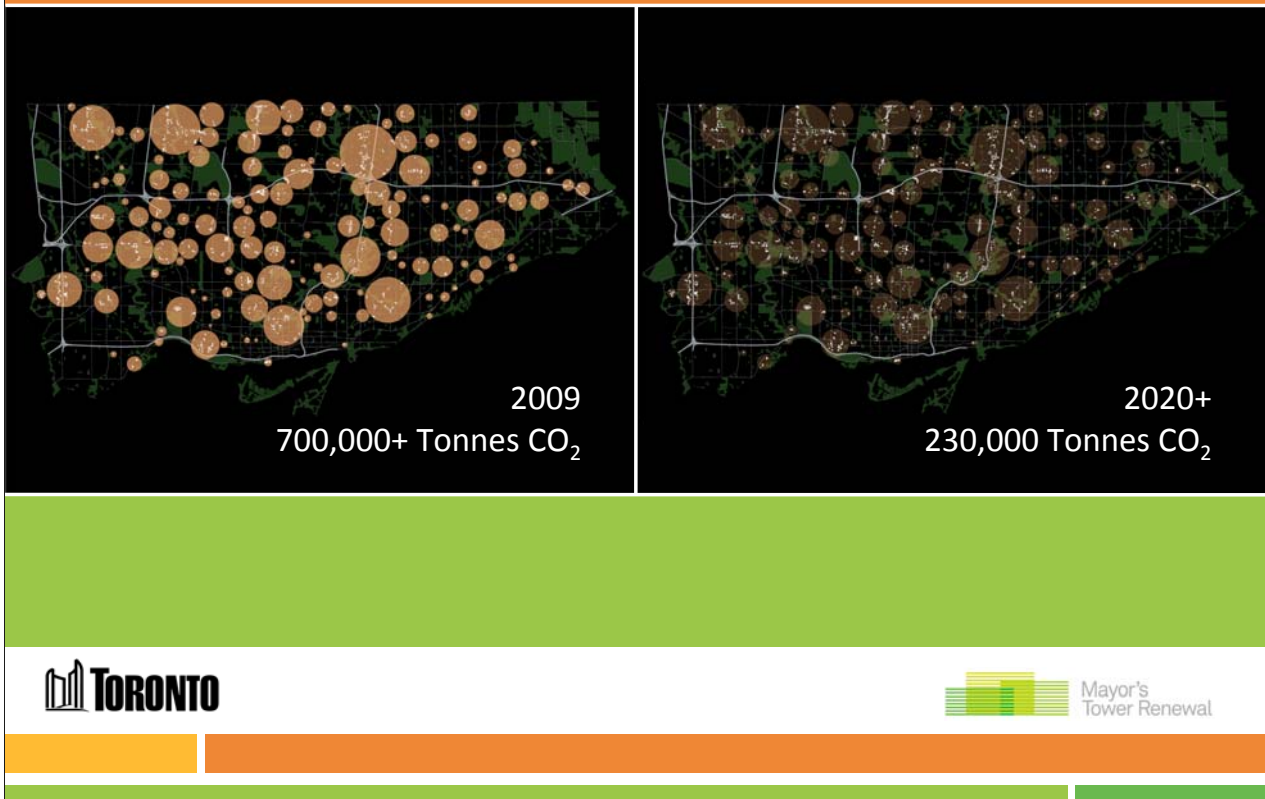 2009
700,000+ Tonnes CO₂
2020+
230,000 Tonnes CO₂
TORONTO
Mayor's
Tower Renewal